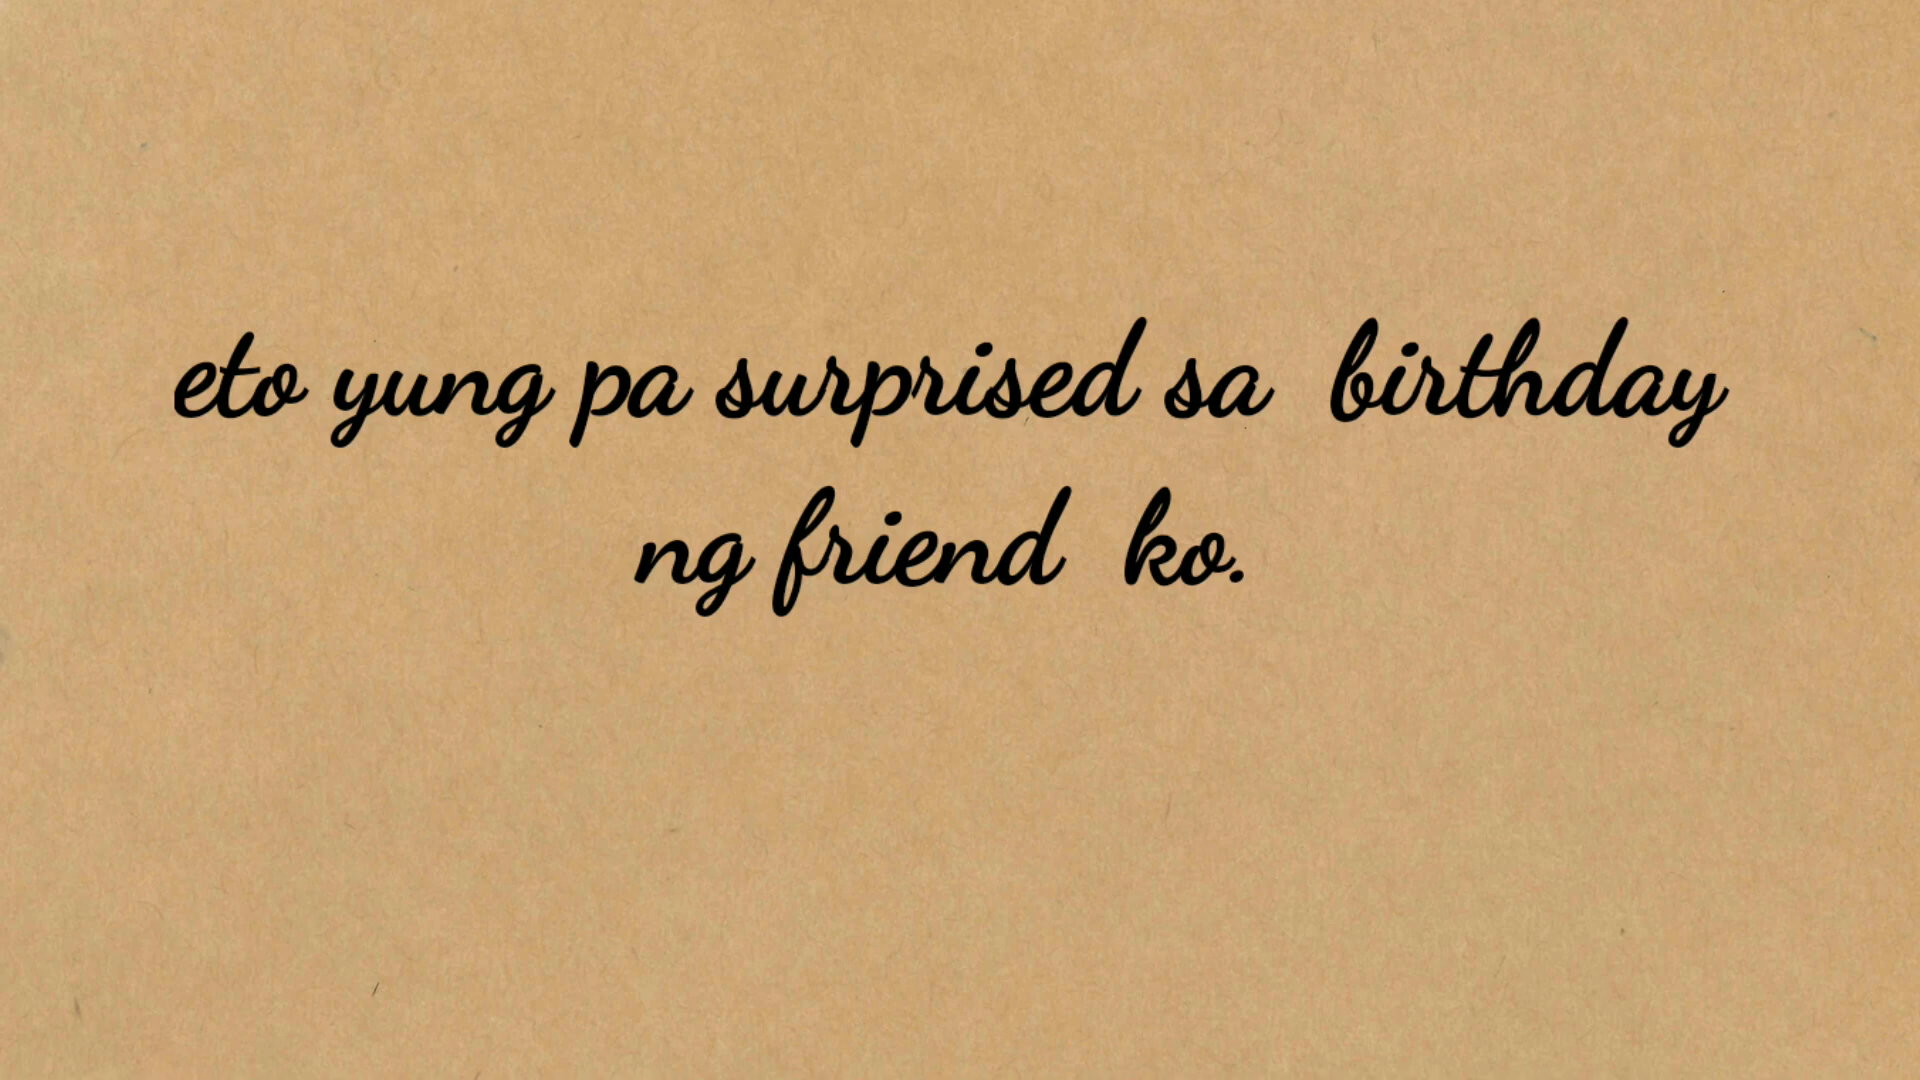 eto yung pa surprised sa  birthday
ng friend  ko.